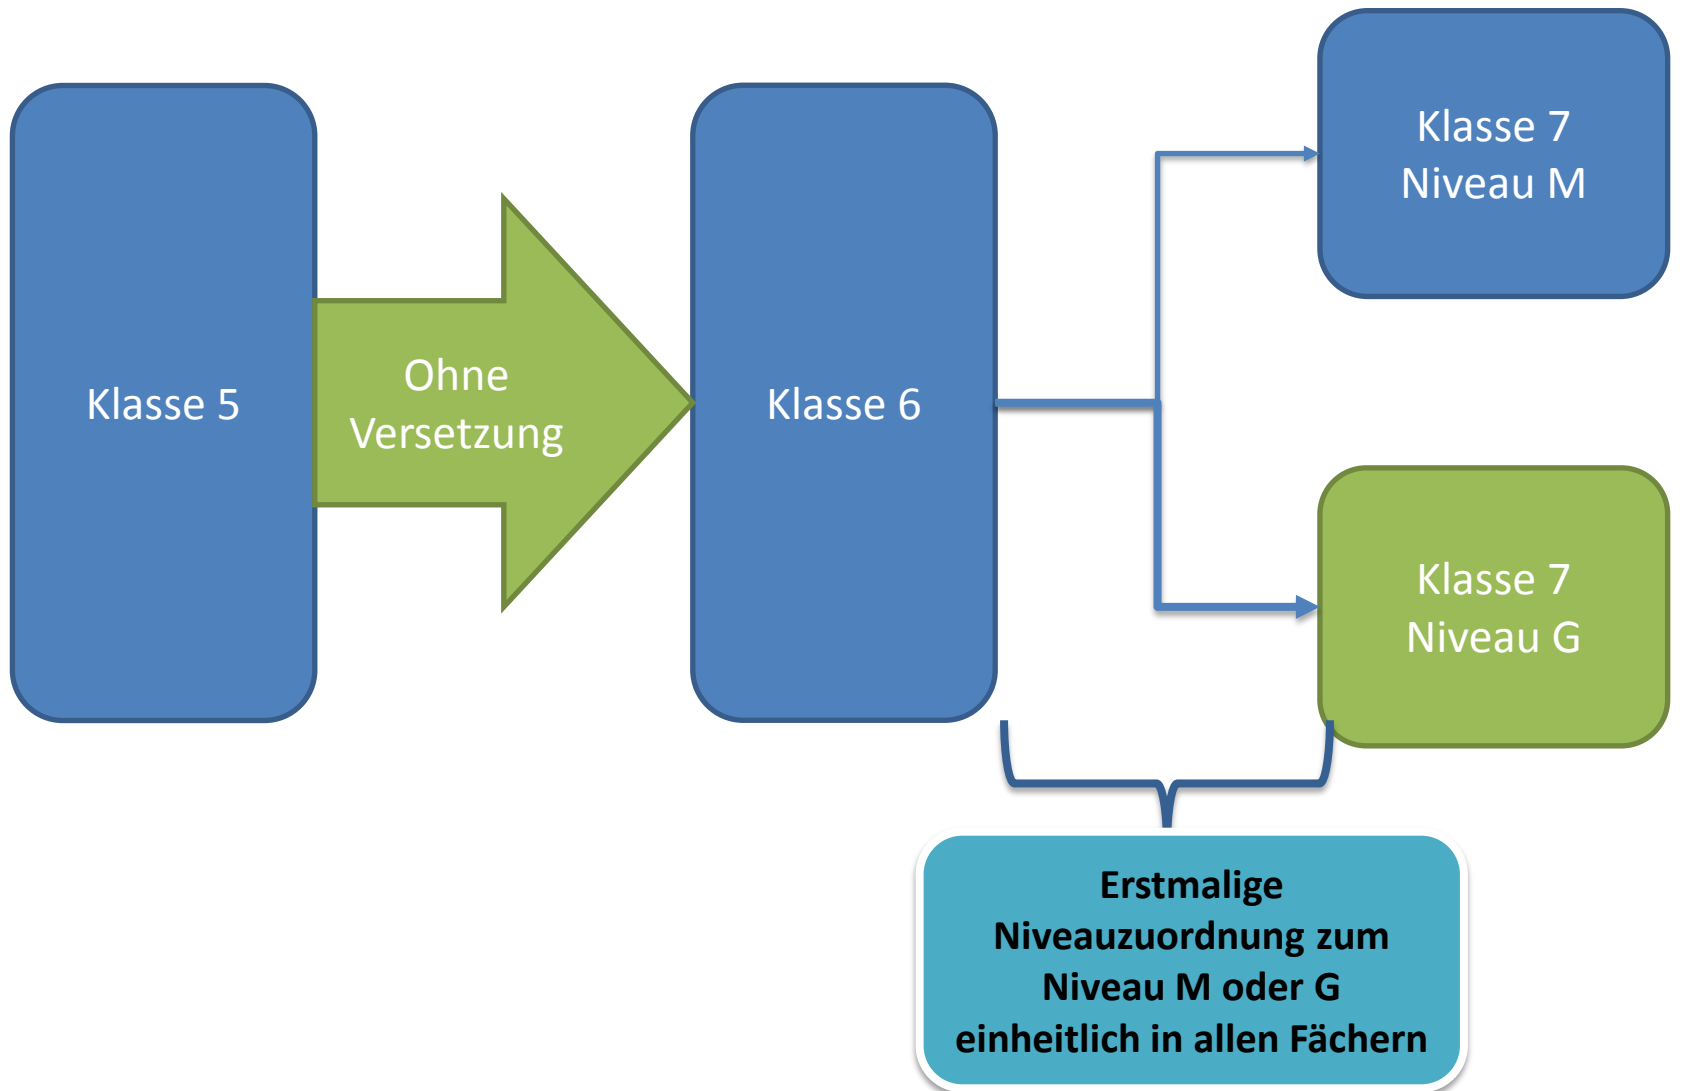 Klasse 5
Ohne
Versetzung
Klasse 6
Klasse 7
Niveau M
Klasse 7
Niveau G
Erstmalige
Niveauzuordnung zum
Niveau M oder G
einheitlich in allen Fächern